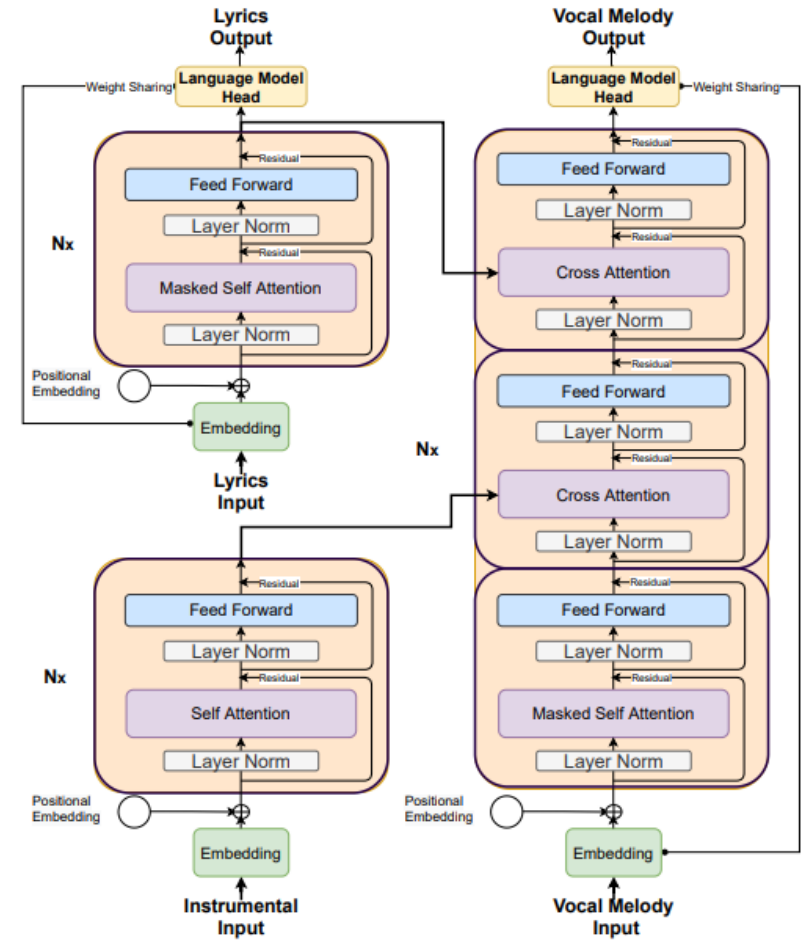 Lyrics
Output
Language Model
Head
Weight Sharing
Residual
Feed Forward
Layer Norm
Nx
Residual
Masked Self Attention
Layer Norm
Positional
Embedding
Embedding
Lyrics
Input
Residual
Feed Forward
Layer Norm
Nx
Residual
Self Attention
Layer Norm
Positional
Embedding
Embedding
Instrumental
Input
Vocal Melody
Output
Language Model
Head
Weight Sharing
Residual
Feed Forward
Layer Norm
Residual
Cross Attention
Layer Norm
Residual
Feed Forward
Layer Norm
Nx
Residual
Cross Attention
Layer Norm
Residual
Feed Forward
Layer Norm
Residual
Masked Self Attention
Layer Norm
Positional
Embedding
Embedding
Vocal Melody
Input